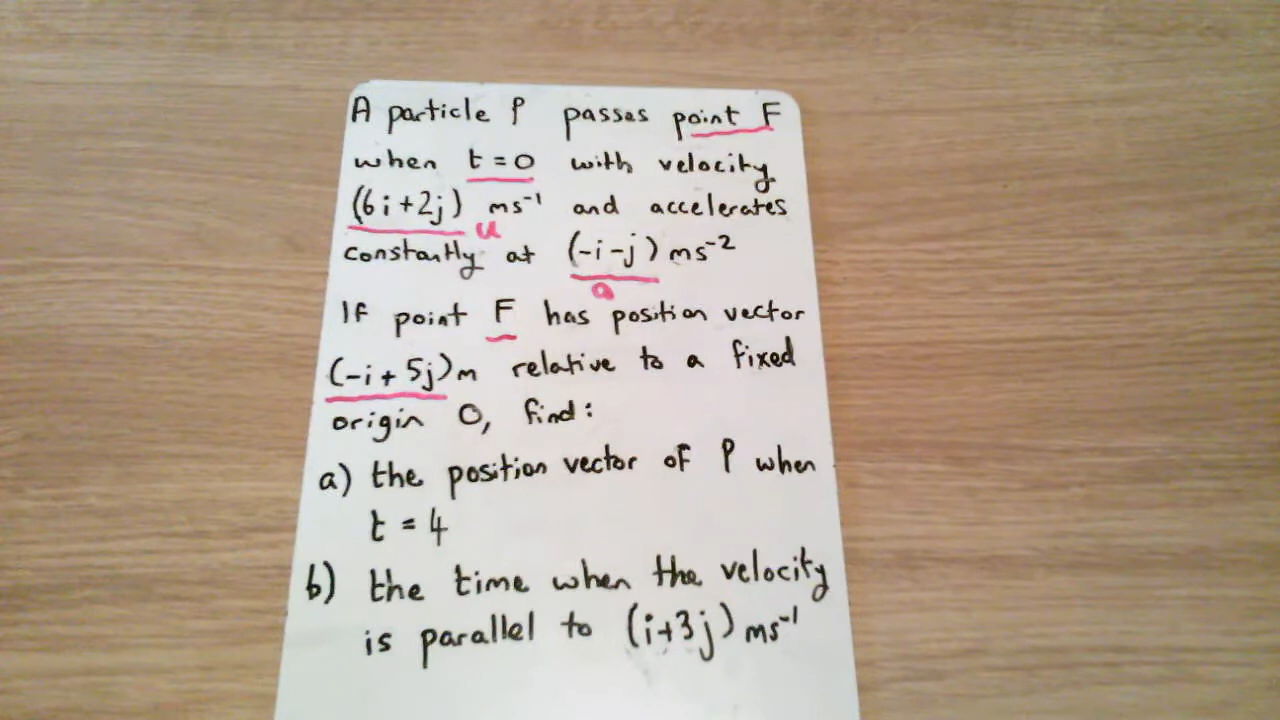 A particle P passes point F
when t = 0 with velocity
(6i+2j) ms⁻¹ and accelerates
u
constantly at (-i-j) ms⁻²
a
If point F has position vector
(-i+5j)m relative to a fixed
origin O, find:
a) the position vector of P when
t = 4
b) the time when the velocity
is parallel to (i+3j) ms⁻¹